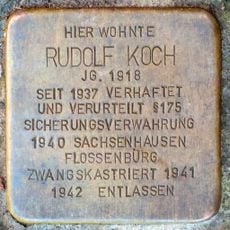 HIER WOHNTE
RUDOLF KOCH
JG. 1918
SEIT 1937 VERHAFTET
UND VERURTEILT §175
SICHERUNGSVERWAHRUNG
1940 SACHSENHAUSEN
FLOSSENBÜRG
ZWANGSKASTRIERT 1941
1942 ENTLASSEN